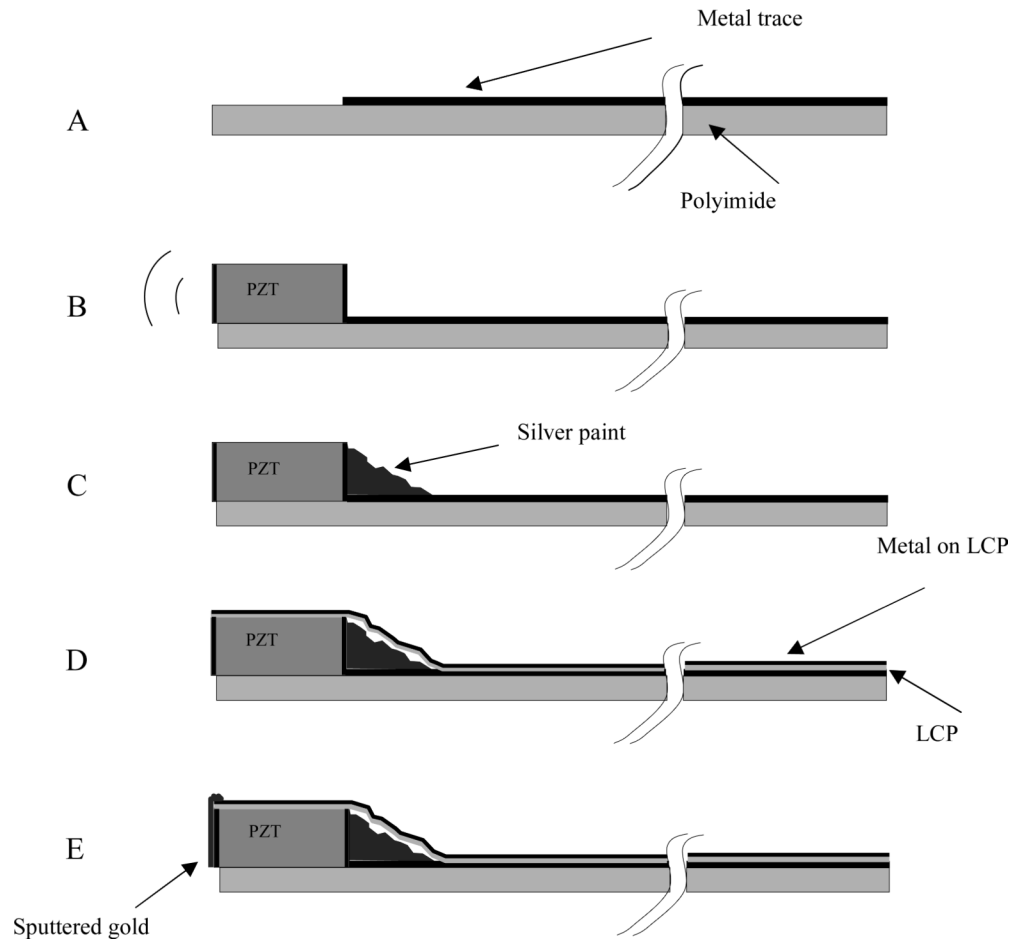 Metal trace
A
Polyimide
PZT
B
Silver paint
PZT
C
Metal on LCP
PZT
D
LCP
PZT
E
Sputtered gold